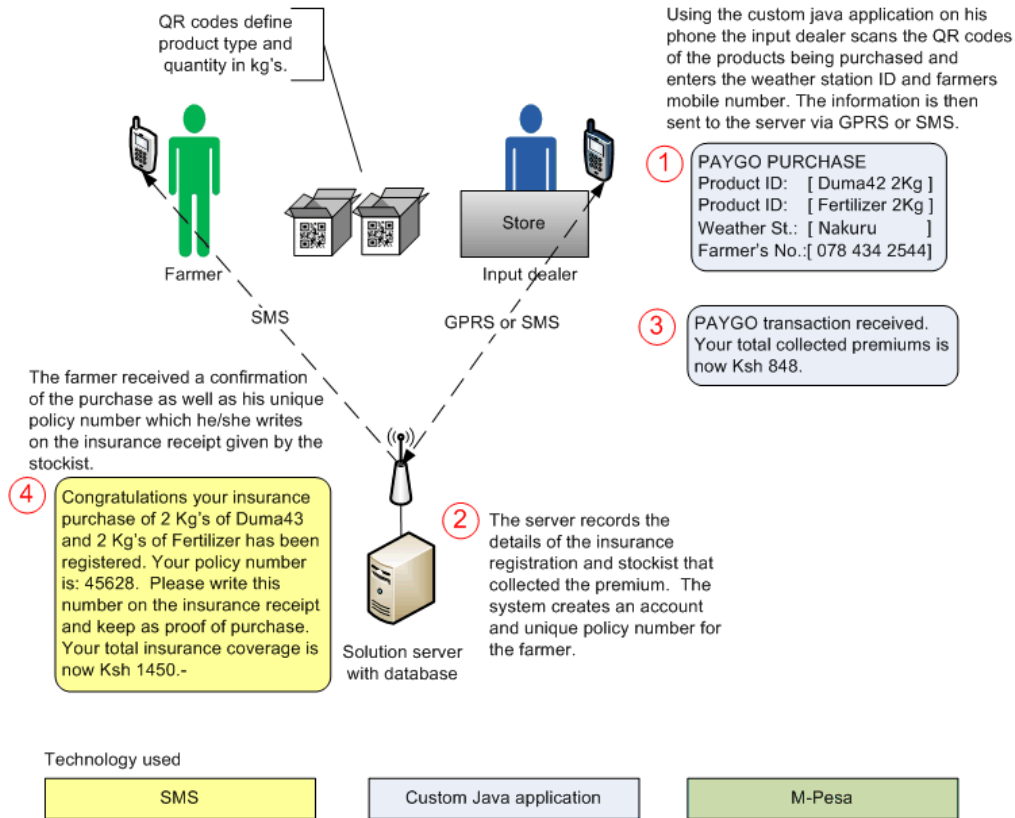 QR codes define
product type and
quantity in kg's.
Using the custom java application on his
phone the input dealer scans the QR codes
of the products being purchased and
enters the weather station ID and farmers
mobile number. The information is then
sent to the server via GPRS or SMS.
1
PAYGO PURCHASE
Product ID: [ Duma42 2Kg ]
Product ID: [ Fertilizer 2Kg ]
Weather St.: [ Nakuru ]
Farmer's No.:[ 078 434 2544]
Store
Farmer
Input dealer
SMS
GPRS or SMS
3
PAYGO transaction received.
Your total collected premiums is
now Ksh 848.
The farmer received a confirmation
of the purchase as well as his unique
policy number which he/she writes
on the insurance receipt given by the
stockist.
4
Congratulations your insurance
purchase of 2 Kg's of Duma43
and 2 Kg's of Fertilizer has been
registered. Your policy number
is: 45628. Please write this
number on the insurance receipt
and keep as proof of purchase.
Your total insurance coverage is
now Ksh 1450.-
2
The server records the
details of the insurance
registration and stockist that
collected the premium. The
system creates an account
and unique policy number for
the farmer.
Solution server
with database
Technology used
SMS
Custom Java application
M-Pesa